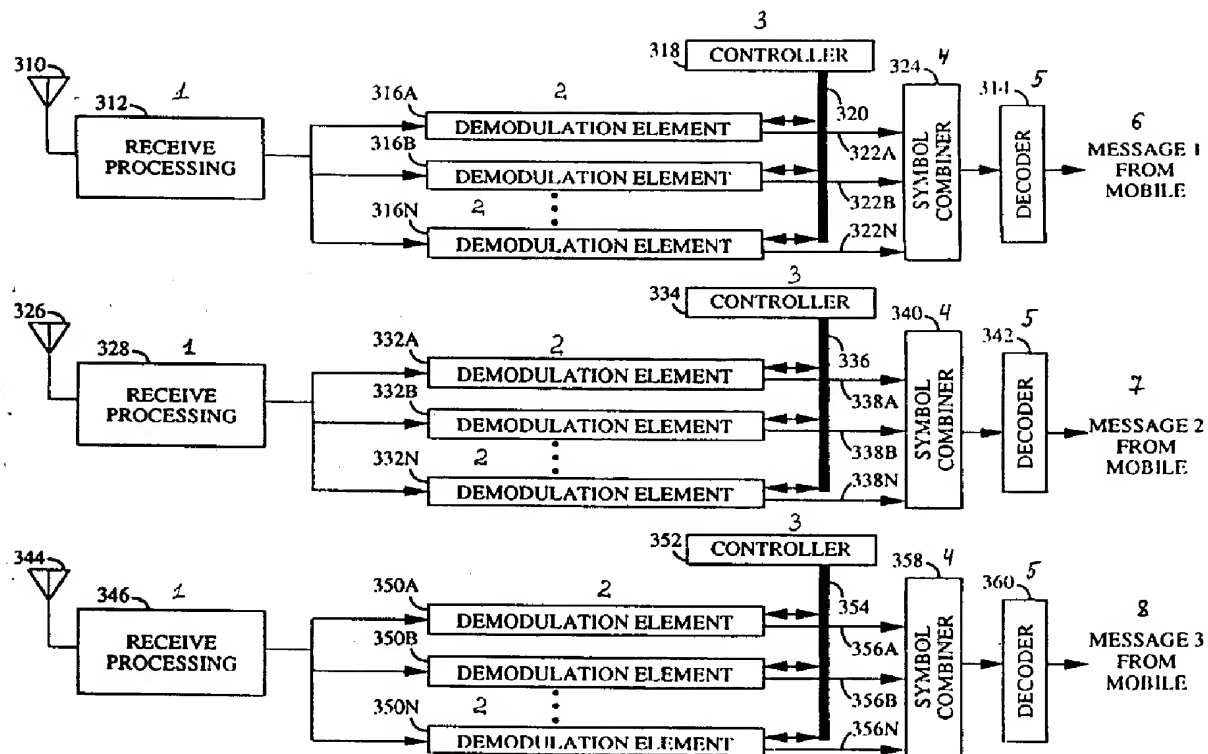 3
318 CONTROLLER
310
312 1
RECEIVE
PROCESSING
316A 2
DEMODULATION ELEMENT
316B
DEMODULATION ELEMENT
316N 2
DEMODULATION ELEMENT
320
322A
322B
322N
324 4
SYMBOL
COMBINER
314 5
DECODER
6
MESSAGE 1
FROM
MOBILE
3
334 CONTROLLER
326
328 1
RECEIVE
PROCESSING
332A 2
DEMODULATION ELEMENT
332B
DEMODULATION ELEMENT
332N 2
DEMODULATION ELEMENT
336
338A
338B
338N
340 4
SYMBOL
COMBINER
342 5
DECODER
7
MESSAGE 2
FROM
MOBILE
3
352 CONTROLLER
344
346 1
RECEIVE
PROCESSING
350A 2
DEMODULATION ELEMENT
350B
DEMODULATION ELEMENT
350N 2
DEMODULATION ELEMENT
354
356A
356B
356N
358 4
SYMBOL
COMBINER
360 5
DECODER
8
MESSAGE 3
FROM
MOBILE